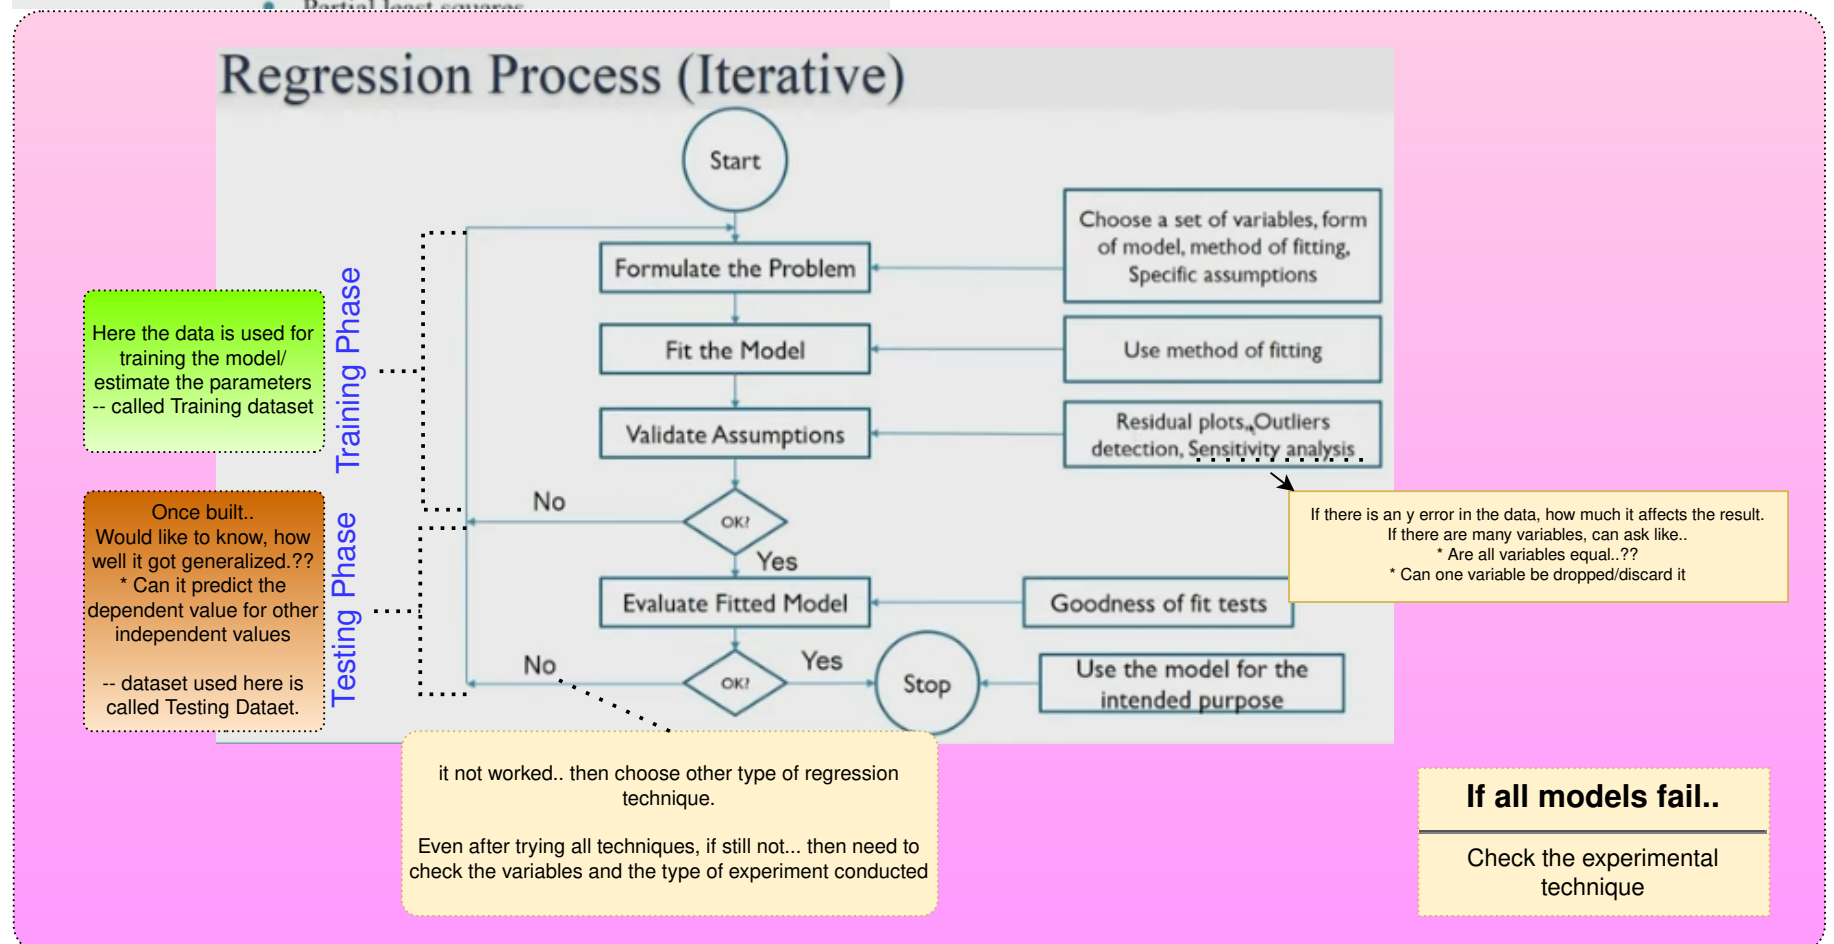 Partial least squares
Regression Process (Iterative)
Start
Choose a set of variables, form
of model, method of fitting,
Specific assumptions
Formulate the Problem
Fit the Model
Use method of fitting
Validate Assumptions
Residual plots, Outliers
detection, Sensitivity analysis
Training Phase
Here the data is used for
training the model/
estimate the parameters
-- called Training dataset
No
OK?
Yes
If there is an y error in the data, how much it affects the result.
If there are many variables, can ask like..
* Are all variables equal..??
* Can one variable be dropped/discard it
Testing Phase
Once built..
Would like to know, how
well it got generalized.??
* Can it predict the
dependent value for other
independent values
-- dataset used here is
called Testing Dataet.
Evaluate Fitted Model
Goodness of fit tests
No
OK?
Yes
Stop
Use the model for the
intended purpose
it not worked.. then choose other type of regression
technique.
Even after trying all techniques, if still not... then need to
check the variables and the type of experiment conducted
If all models fail..
Check the experimental
technique